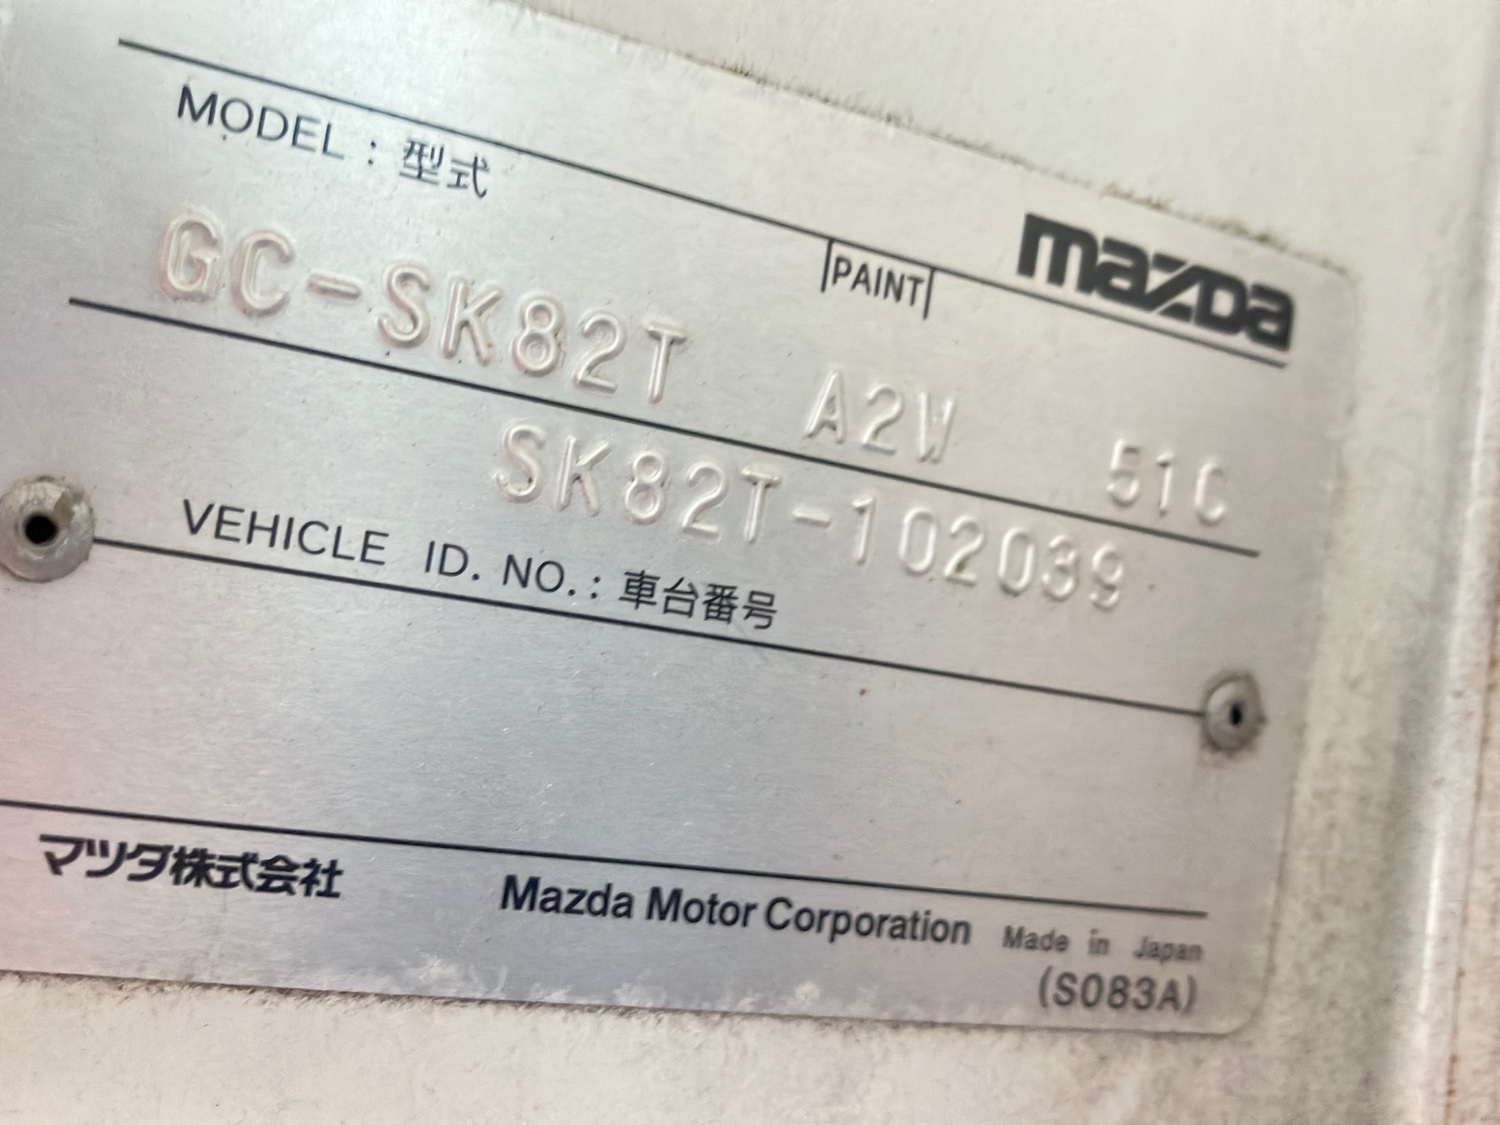 MODEL : 型式
PAINT
mazda
GC-SK82T A2W 51C
SK82T-102039
VEHICLE ID. NO. : 車台番号
マツダ株式会社 Mazda Motor Corporation Made in Japan
(S083A)